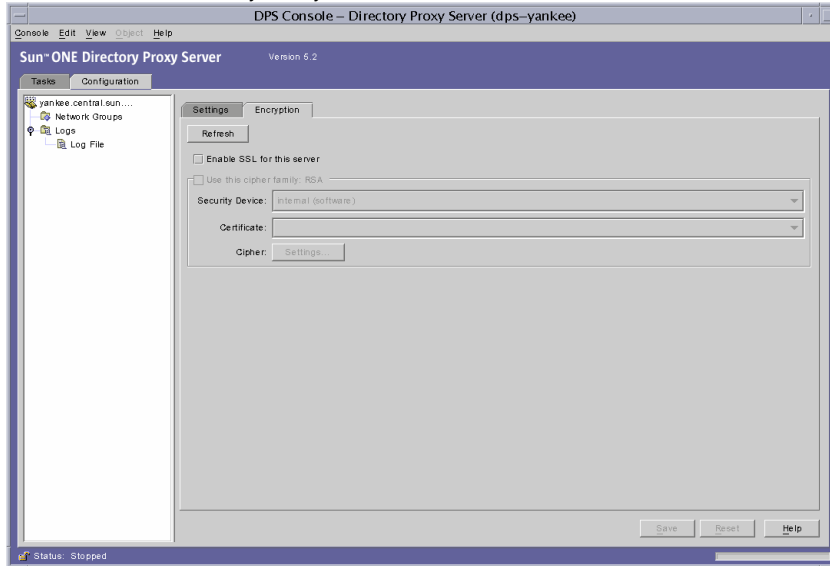 DPS Console – Directory Proxy Server (dps–yankee)
Console Edit View Object Help
Sun™ ONE Directory Proxy Server Version 5.2
Tasks Configuration
yankee.central.sun....
Network Groups
Logs
Log File
Settings Encryption
Refresh
Enable SSL for this server
Use this cipher family: RSA
Security Device: internal (software)
Certificate:
Cipher: Settings...
Save Reset Help
Status: Stopped